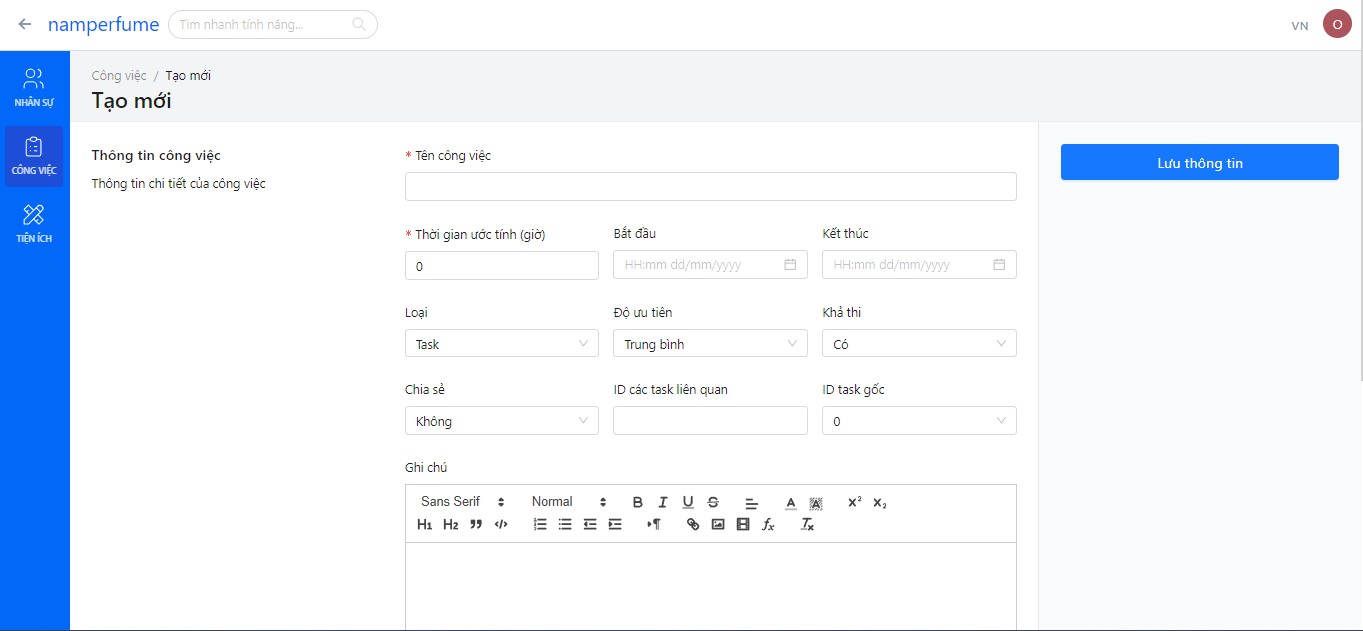 namperfume
Tìm nhanh tính năng...
VN
O
NHÂN SỰ
CÔNG VIỆC
TIỆN ÍCH
Công việc / Tạo mới
Tạo mới
Thông tin công việc
Thông tin chi tiết của công việc
* Tên công việc
* Thời gian ước tính (giờ)
Bắt đầu
Kết thúc
0
HH:mm dd/mm/yyyy
HH:mm dd/mm/yyyy
Loại
Độ ưu tiên
Khả thi
Task
Trung bình
Có
Chia sẻ
ID các task liên quan
ID task gốc
Không
0
Ghi chú
Sans Serif
Normal
B I U S A A X² X₂
H1 H2 fx Tx
Lưu thông tin